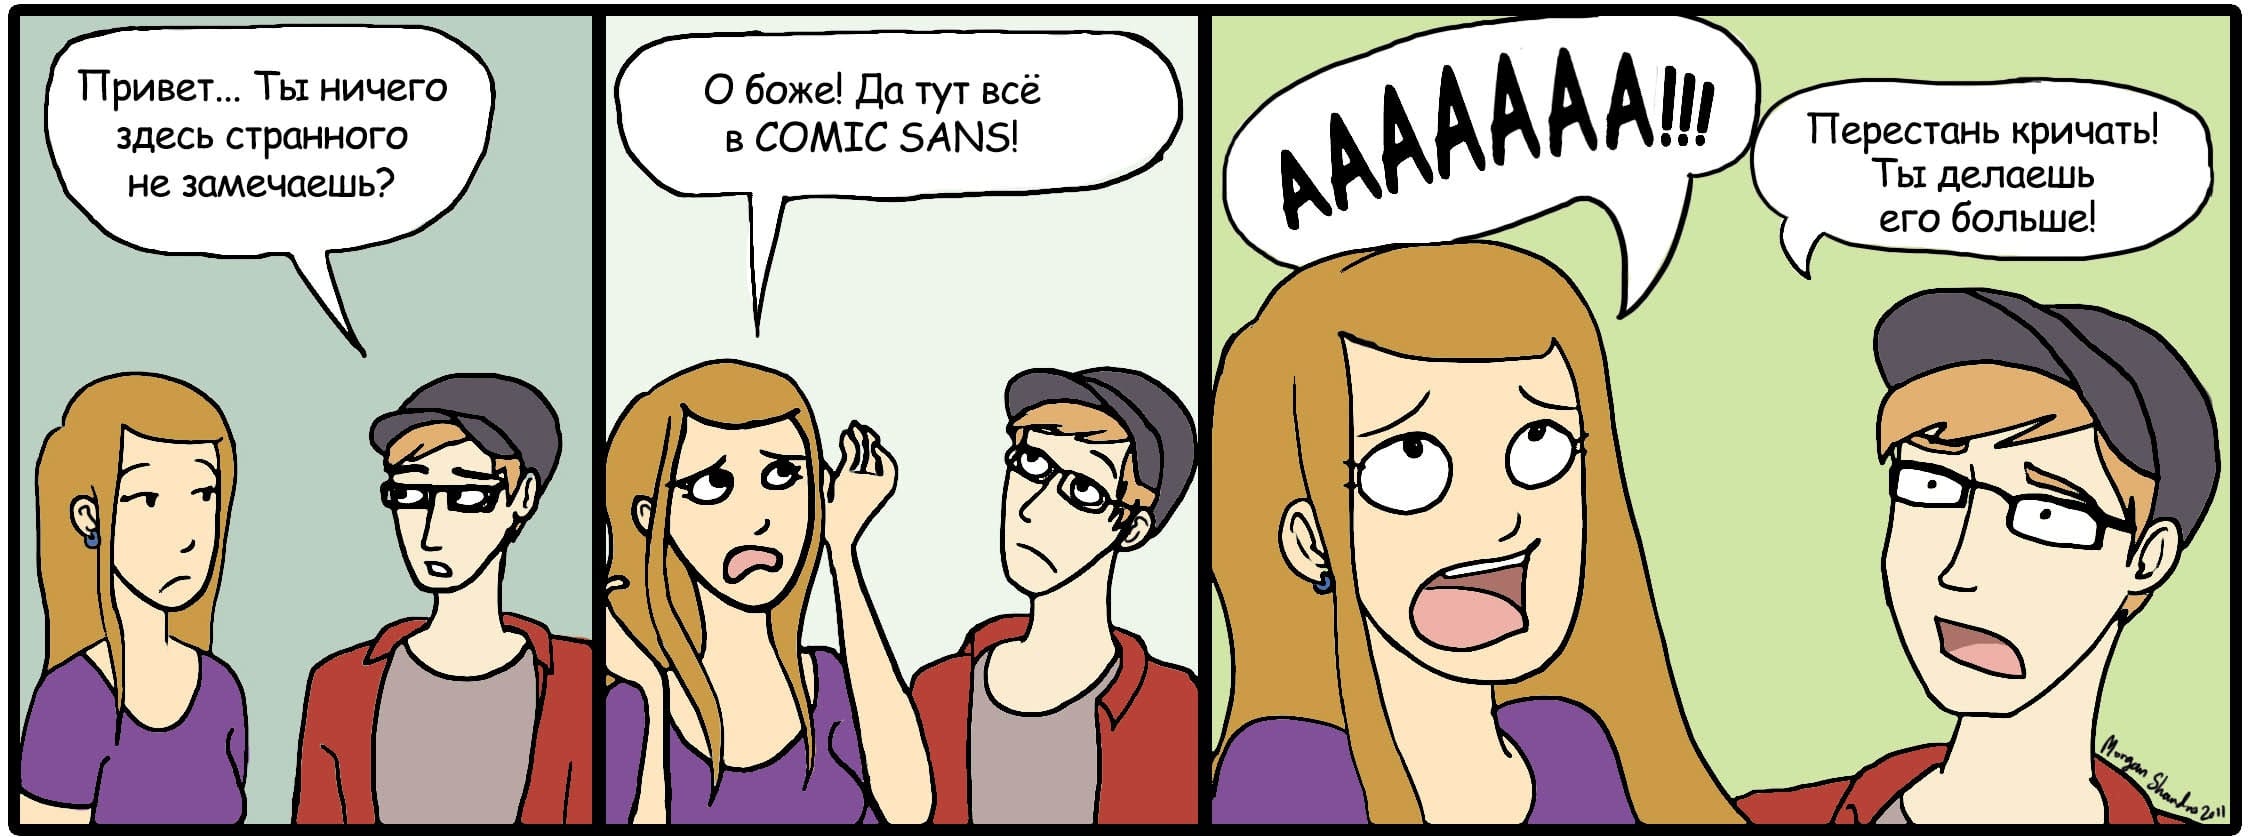 Привет... Ты ничего
здесь странного
не замечаешь?
О боже! Да тут всё
в COMIC SANS!
АААААAA!!!
Перестань кричать!
Ты делаешь
его больше!
Morgan Shandro 2011